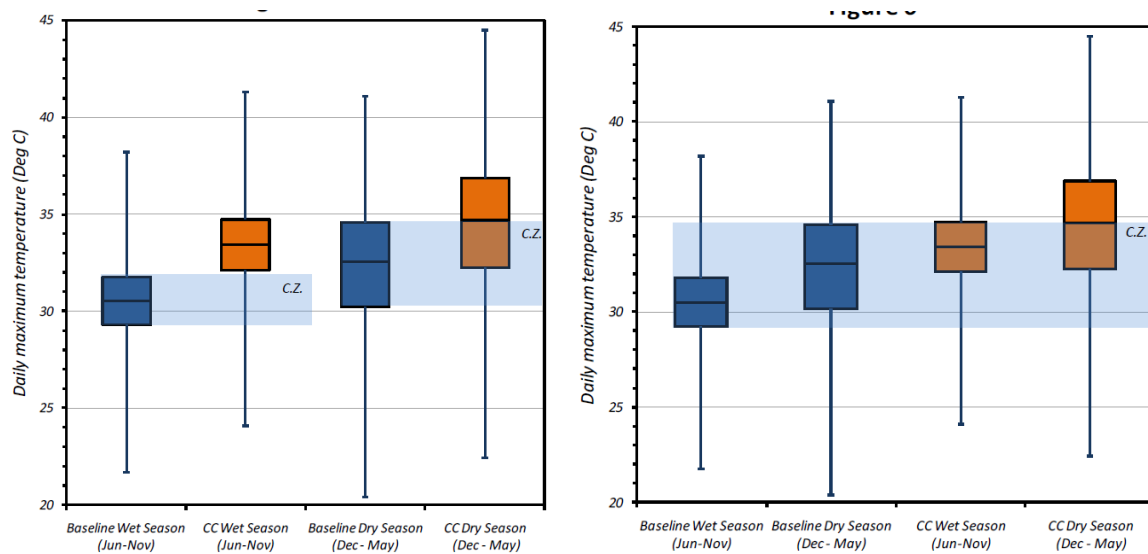 45
40
35
30
25
20
Daily maximum temperature (Deg C)
C.Z.
C.Z.
Baseline Wet Season
(Jun-Nov)
CC Wet Season
(Jun-Nov)
Baseline Dry Season
(Dec - May)
CC Dry Season
(Dec - May)
45
40
35
30
25
20
Daily maximum temperature (Deg C)
C.Z.
Baseline Wet Season
(Jun-Nov)
Baseline Dry Season
(Dec - May)
CC Wet Season
(Jun-Nov)
CC Dry Season
(Dec - May)